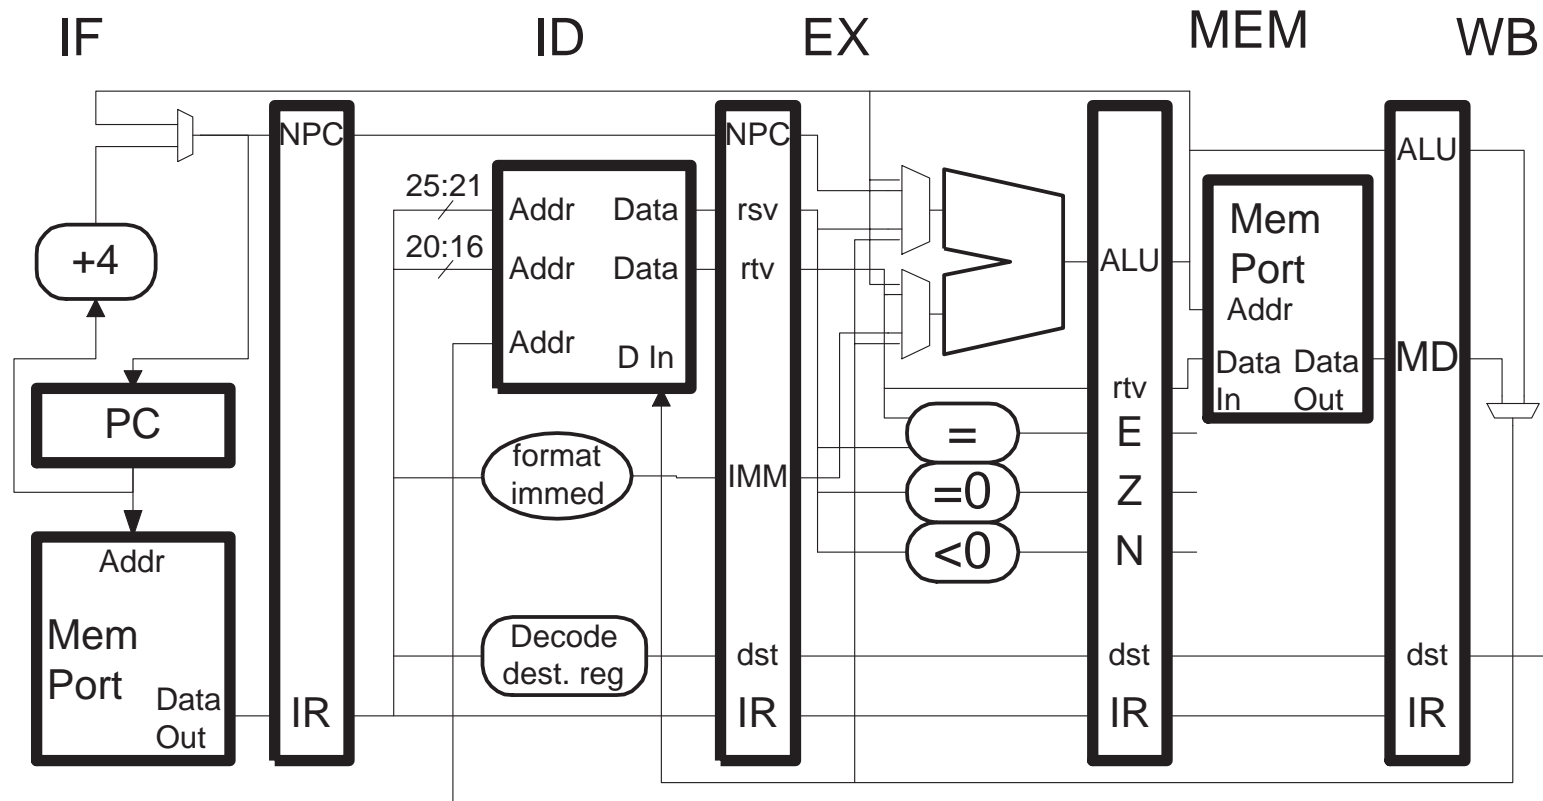 IF
ID
EX
MEM
WB
+4
PC
Addr
Mem
Port
Data
Out
NPC
IR
25:21
20:16
Addr
Data
Addr
Data
Addr
D In
format
immed
Decode
dest. reg
NPC
rsv
rtv
IMM
dst
IR
=
=0
<0
ALU
rtv
E
Z
N
dst
IR
Mem
Port
Addr
Data
In
Data
Out
ALU
MD
dst
IR